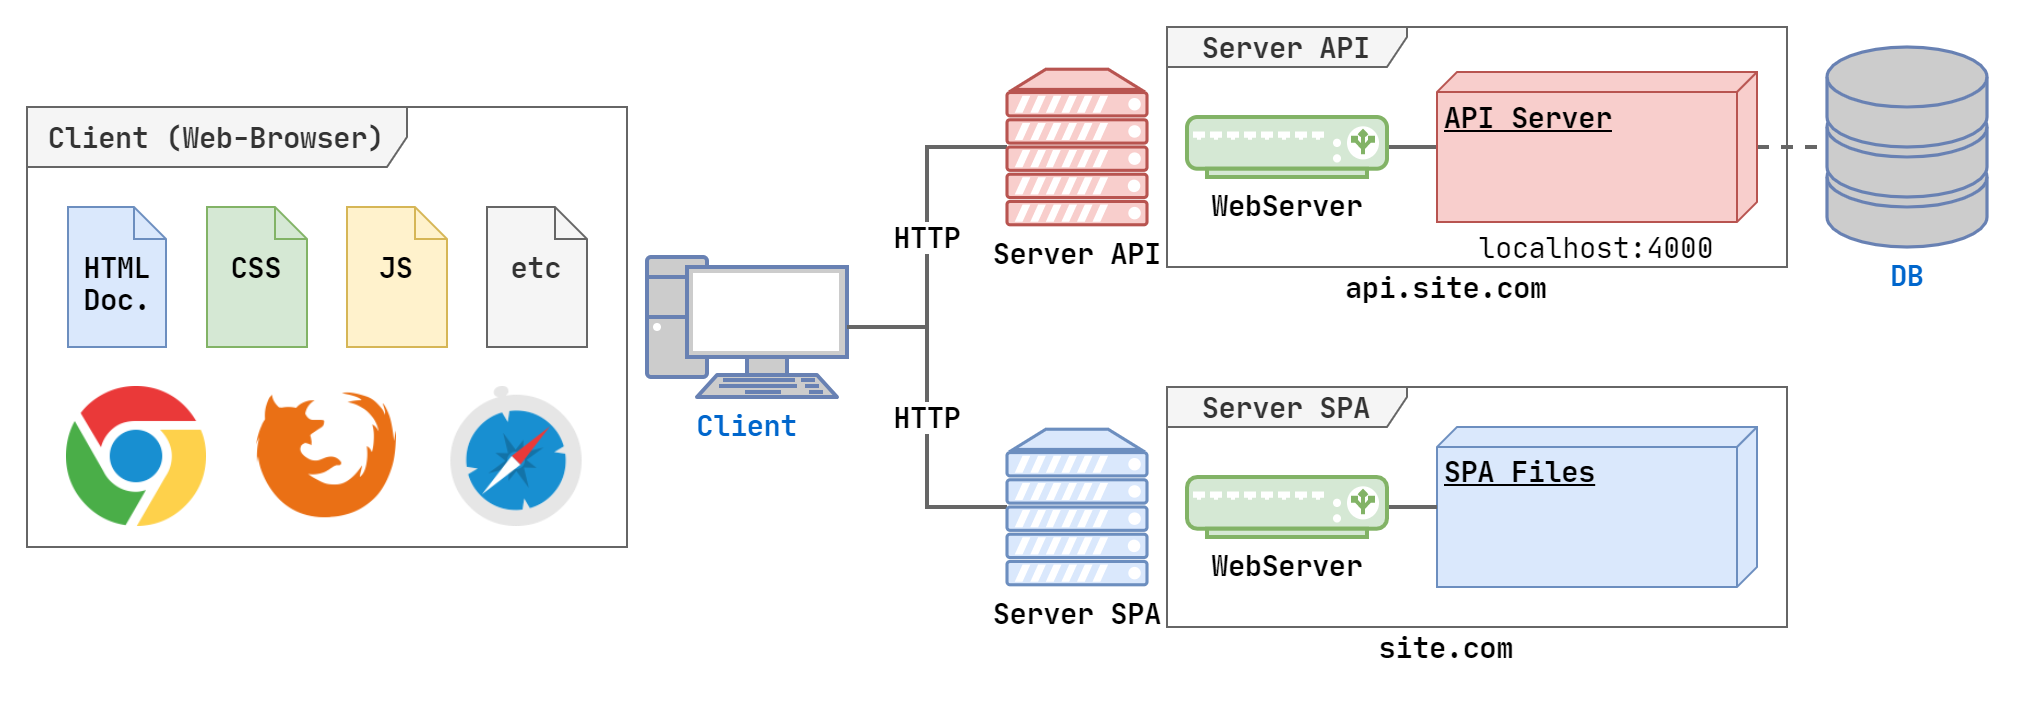 Client (Web-Browser)
HTML
Doc.
CSS
JS
etc
Client
HTTP
HTTP
Server API
Server API
WebServer
API Server
localhost:4000
api.site.com
DB
Server SPA
Server SPA
WebServer
SPA Files
site.com